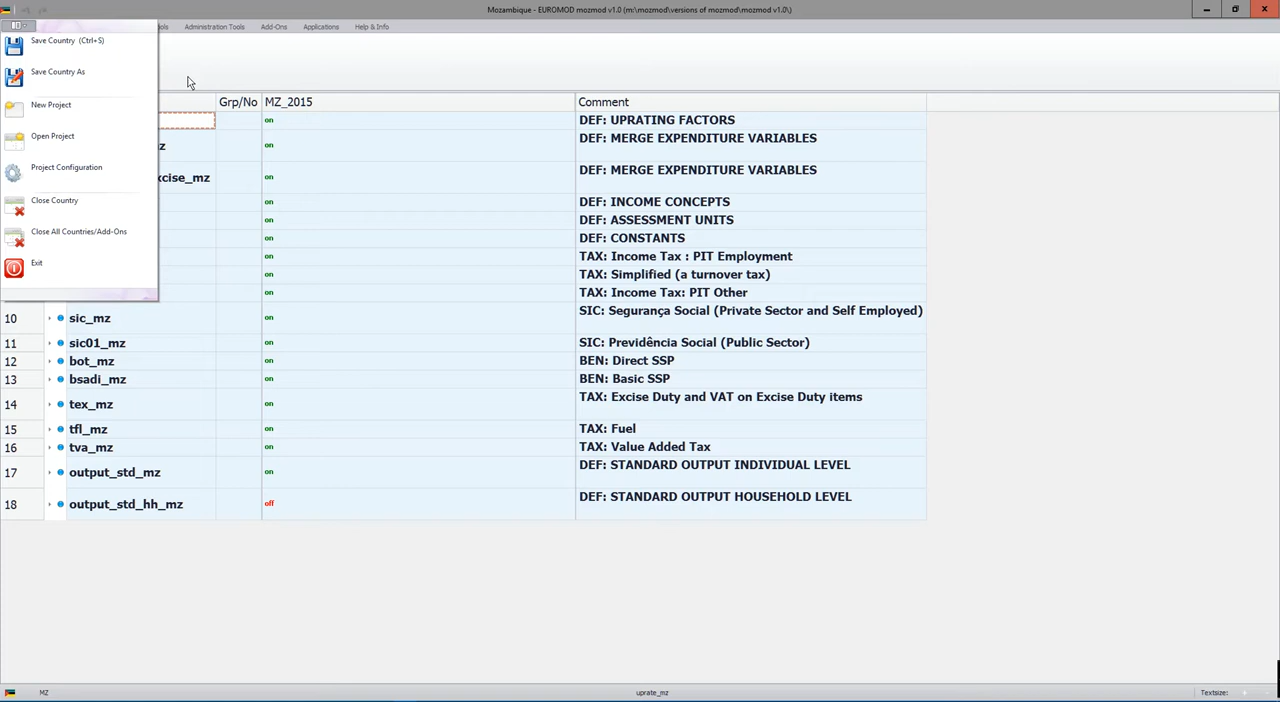 Mozambique - EUROMOD mozmod v1.0 (m:\mozmod\versions of mozmod\mozmod v1.0\)
Administration Tools Add-Ons Applications Help & Info
Save Country (Ctrl+S)
Save Country As
New Project
Open Project
Project Configuration
Close Country
Close All Countries/Add-Ons
Exit
Grp/No MZ_2015 Comment
on DEF: UPRATING FACTORS
on DEF: MERGE EXPENDITURE VARIABLES
xcise_mz on DEF: MERGE EXPENDITURE VARIABLES
on DEF: INCOME CONCEPTS
on DEF: ASSESSMENT UNITS
on DEF: CONSTANTS
on TAX: Income Tax : PIT Employment
on TAX: Simplified (a turnover tax)
on TAX: Income Tax: PIT Other
10 sic_mz on SIC: Segurança Social (Private Sector and Self Employed)
11 sic01_mz on SIC: Previdência Social (Public Sector)
12 bot_mz on BEN: Direct SSP
13 bsadi_mz on BEN: Basic SSP
14 tex_mz on TAX: Excise Duty and VAT on Excise Duty items
15 tfl_mz on TAX: Fuel
16 tva_mz on TAX: Value Added Tax
17 output_std_mz on DEF: STANDARD OUTPUT INDIVIDUAL LEVEL
18 output_std_hh_mz off DEF: STANDARD OUTPUT HOUSEHOLD LEVEL
MZ uprate_mz Textsize: + -